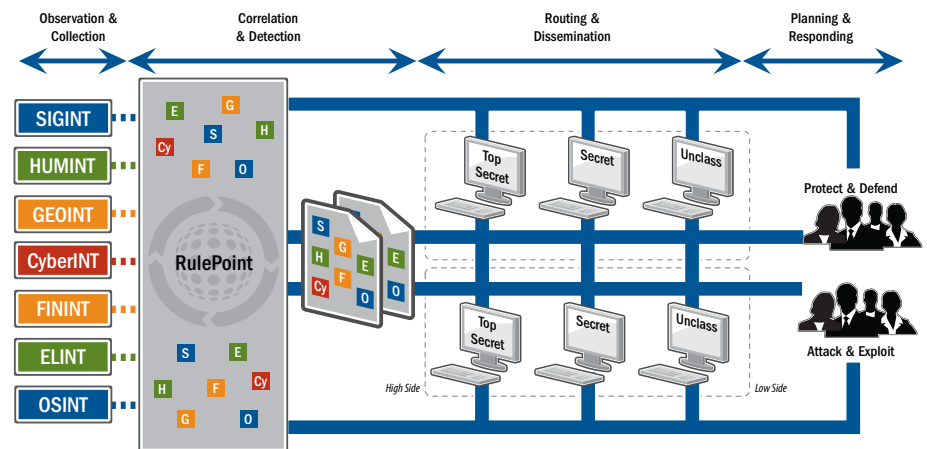 Observation &
Collection
Correlation
& Detection
Routing &
Dissemination
Planning &
Responding
SIGINT
HUMINT
GEOINT
CyberINT
FININT
ELINT
OSINT
E
G
S
H
Cy
F
O
RulePoint
S
E
H
F
Cy
G
O
S
G
H
E
F
Cy
O
E
O
Top
Secret
Secret
Unclass
Top
Secret
Secret
Unclass
High Side
Low Side
Protect & Defend
Attack & Exploit